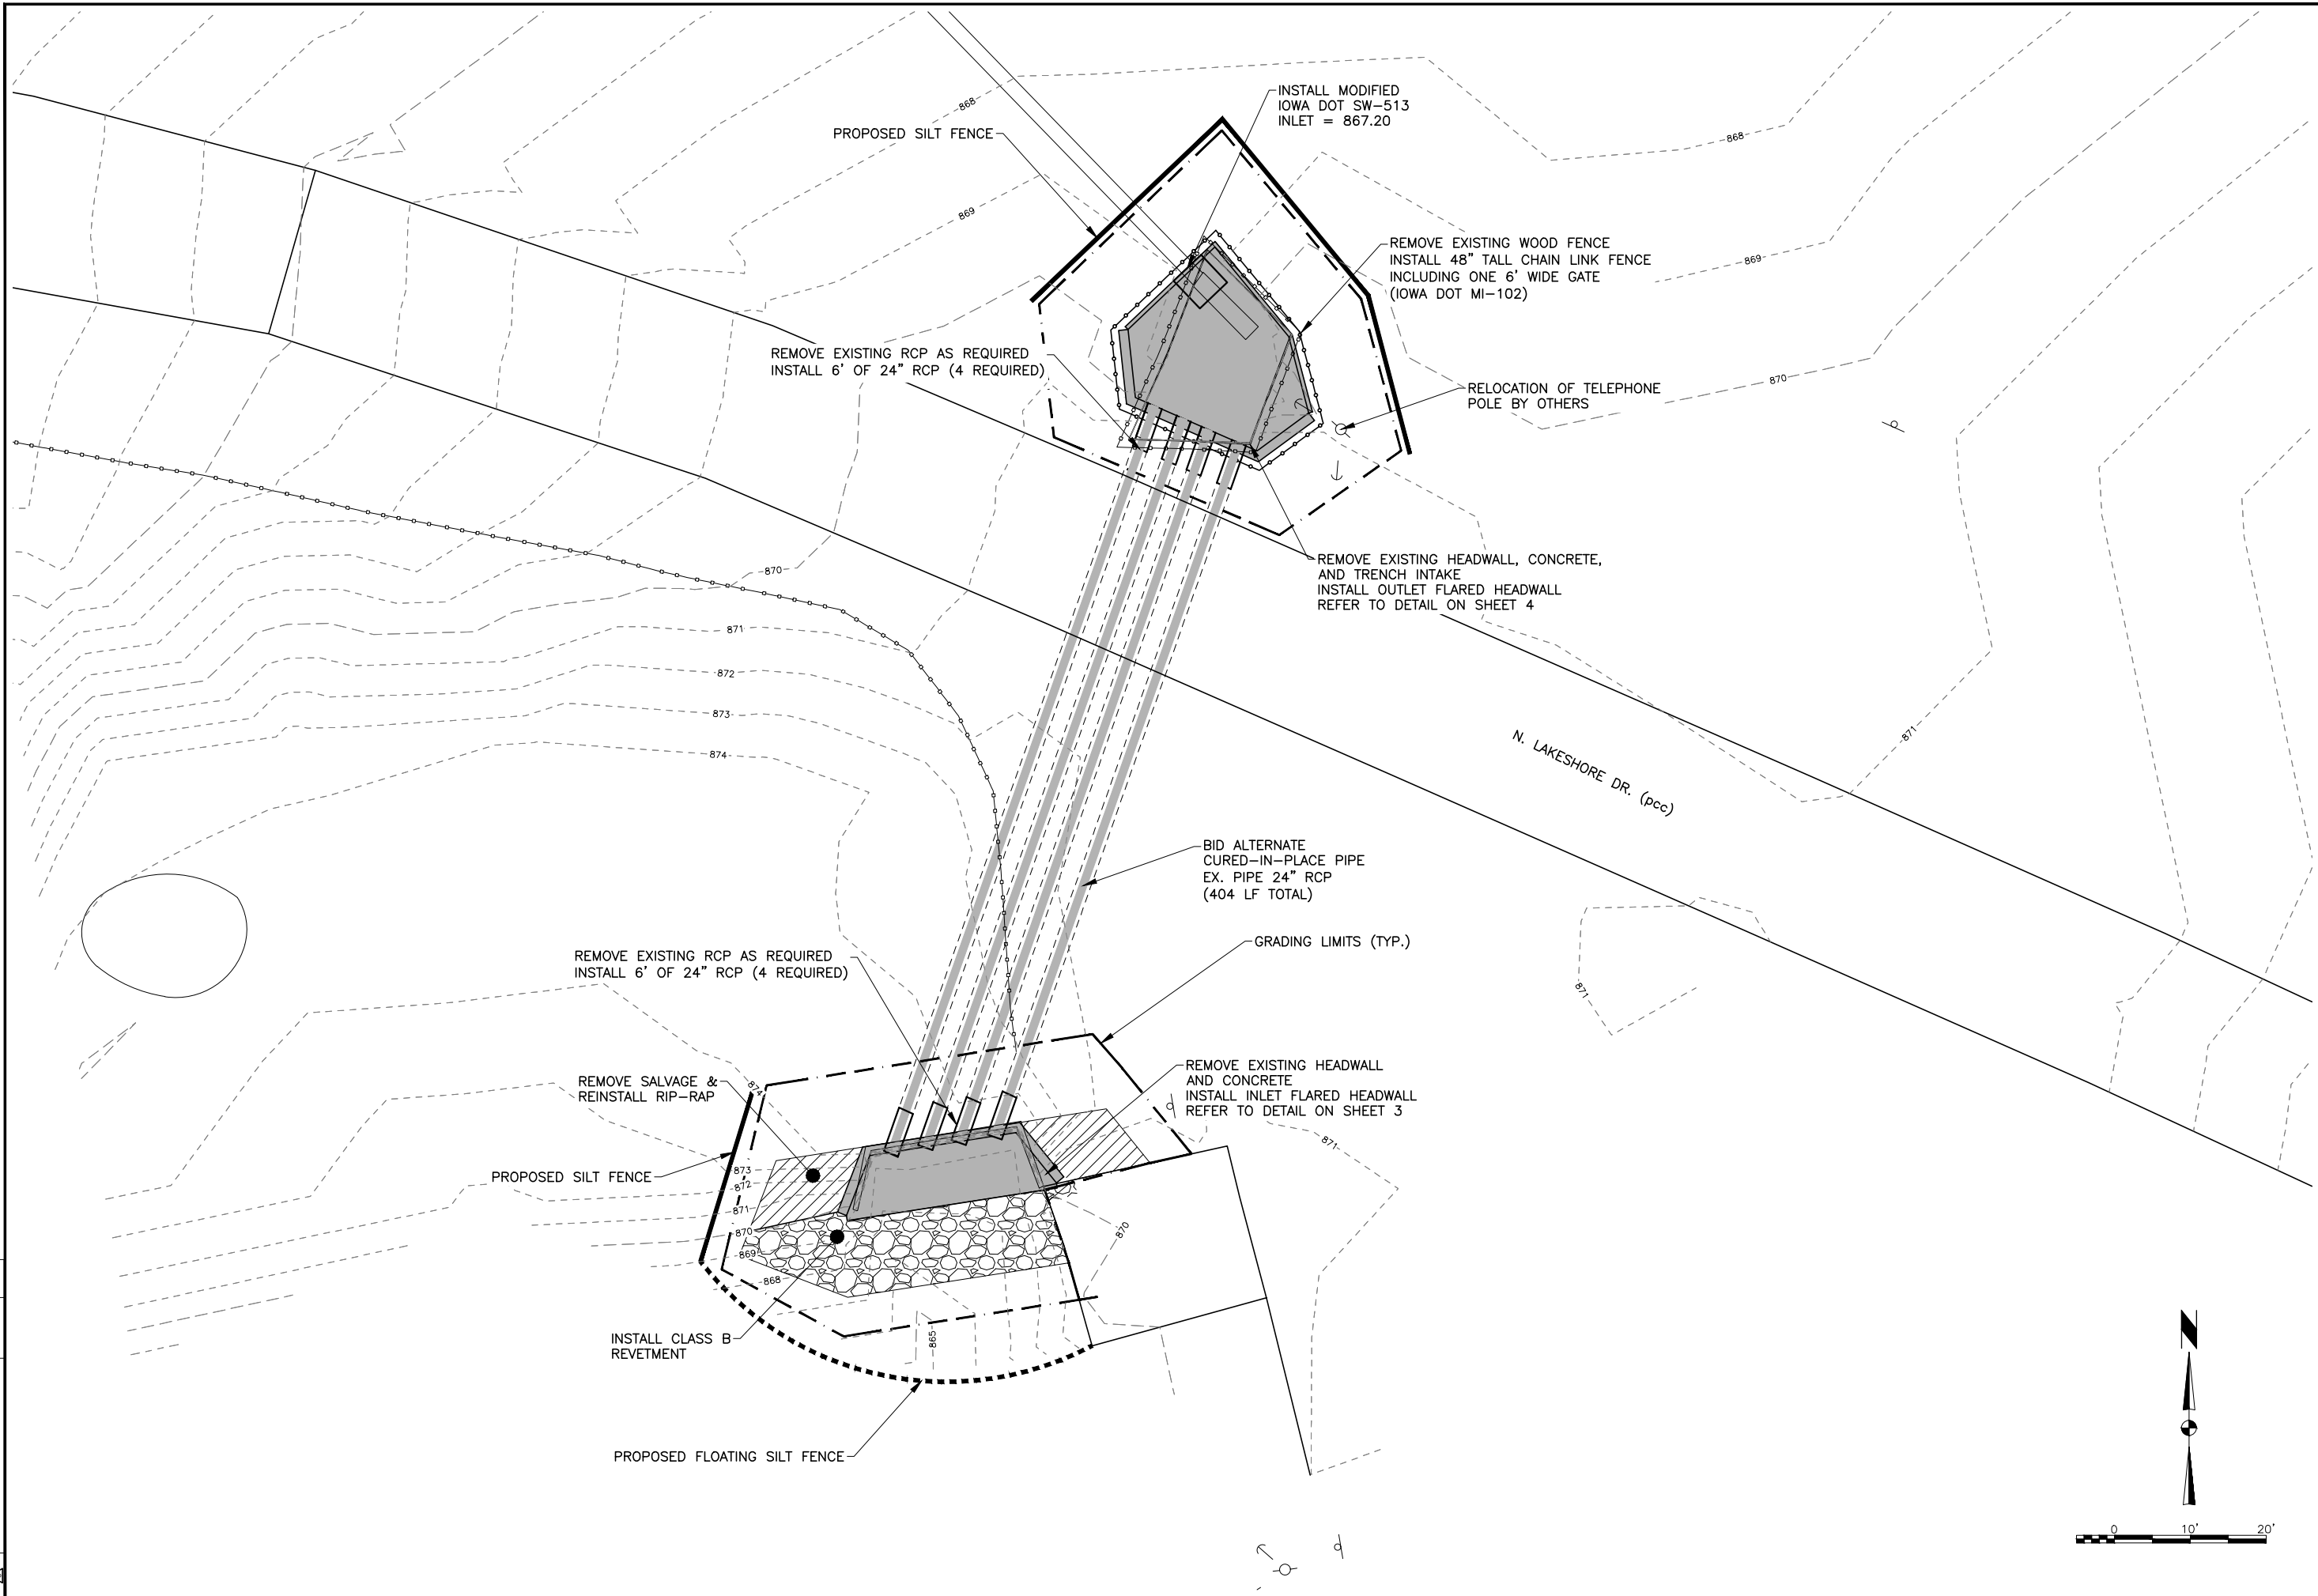 INSTALL MODIFIED
IOWA DOT SW-513
INLET = 867.20
868
PROPOSED SILT FENCE
868
869
REMOVE EXISTING WOOD FENCE
INSTALL 48" TALL CHAIN LINK FENCE
INCLUDING ONE 6' WIDE GATE
(IOWA DOT MI-102)
869
REMOVE EXISTING RCP AS REQUIRED
INSTALL 6' OF 24" RCP (4 REQUIRED)
870
RELOCATION OF TELEPHONE
POLE BY OTHERS
REMOVE EXISTING HEADWALL, CONCRETE,
AND TRENCH INTAKE
INSTALL OUTLET FLARED HEADWALL
REFER TO DETAIL ON SHEET 4
870
871
872
873
874
871
N. LAKESHORE DR. (pcc)
BID ALTERNATE
CURED-IN-PLACE PIPE
EX. PIPE 24" RCP
(404 LF TOTAL)
GRADING LIMITS (TYP.)
REMOVE EXISTING RCP AS REQUIRED
INSTALL 6' OF 24" RCP (4 REQUIRED)
871
REMOVE SALVAGE &
REINSTALL RIP-RAP
874
REMOVE EXISTING HEADWALL
AND CONCRETE
INSTALL INLET FLARED HEADWALL
REFER TO DETAIL ON SHEET 3
871
PROPOSED SILT FENCE
873
872
871
870
869
868
870
865
INSTALL CLASS B
REVETMENT
PROPOSED FLOATING SILT FENCE
N
0 10' 20'